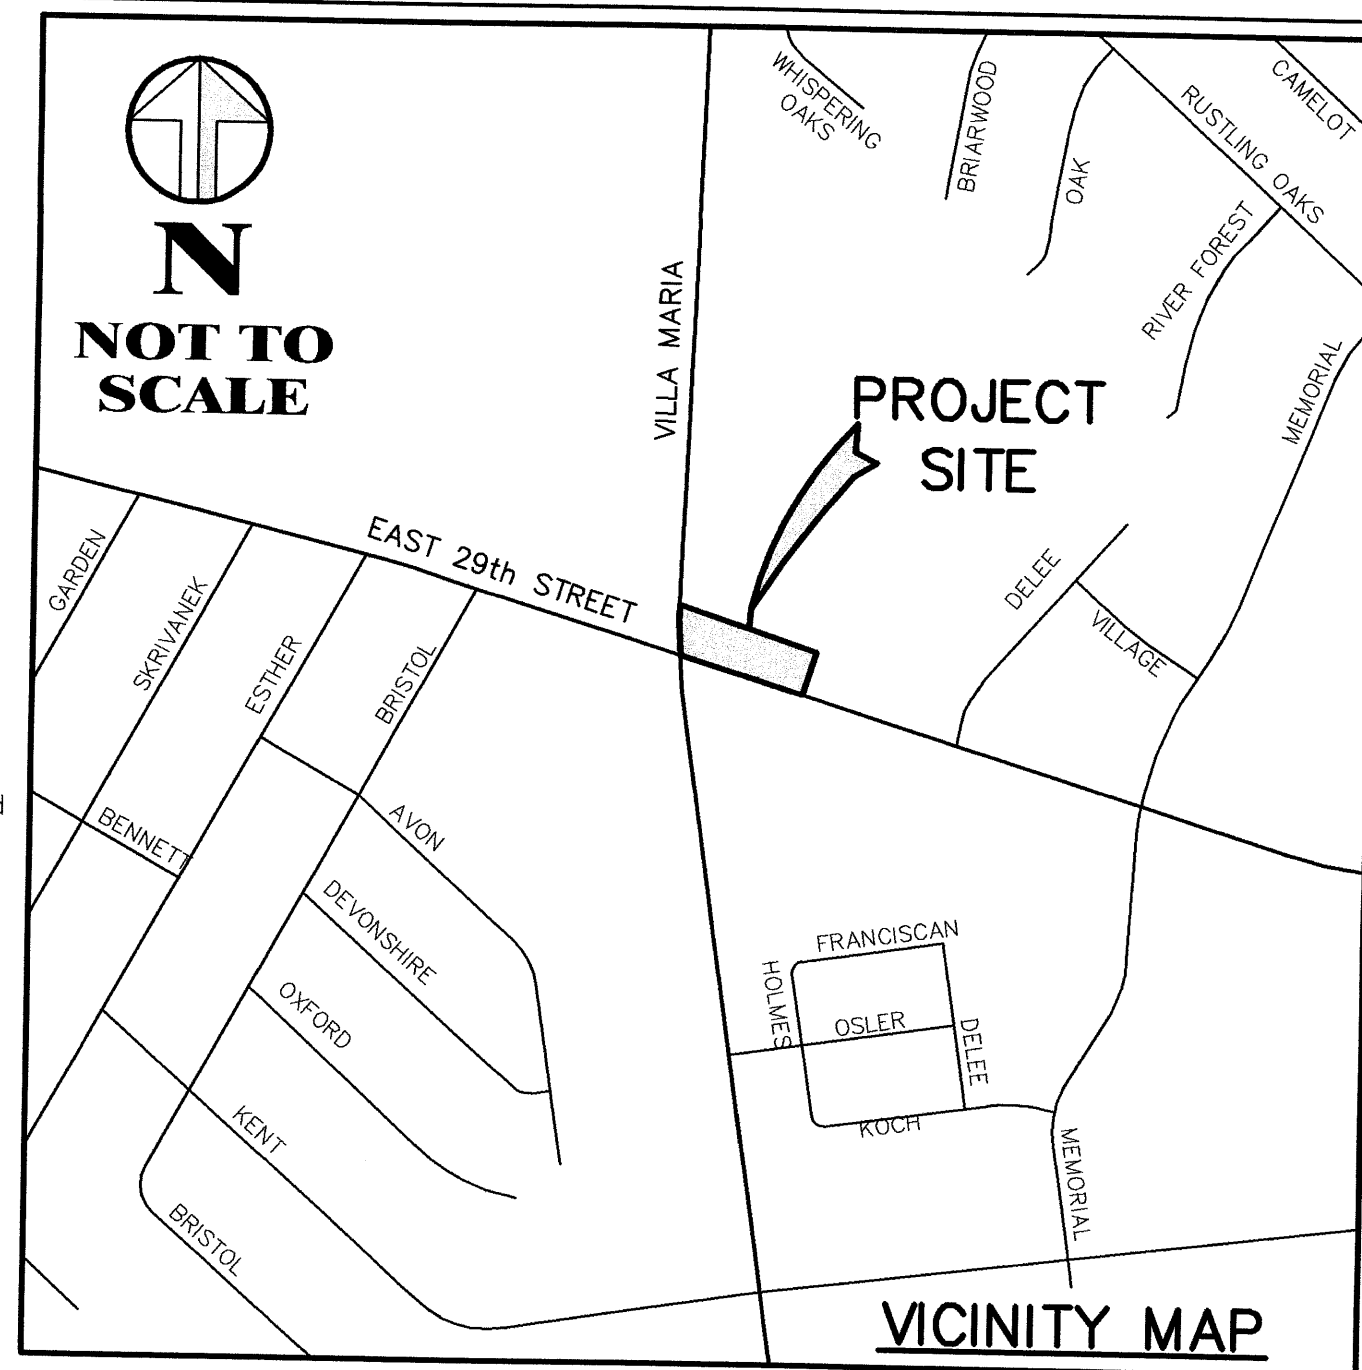 N
NOT TO
SCALE
WHISPERING
OAKS
BRIARWOOD
OAK
RUSTLING OAKS
CAMELOT
RIVER FOREST
MEMORIAL
VILLA MARIA
PROJECT
SITE
EAST 29th STREET
GARDEN
SKRIVANEK
ESTHER
BRISTOL
DELEE
VILLAGE
BENNETT
AVON
DEVONSHIRE
OXFORD
KENT
BRISTOL
FRANCISCAN
HOLMES
OSLER
DELEE
KOCH
MEMORIAL
VICINITY MAP